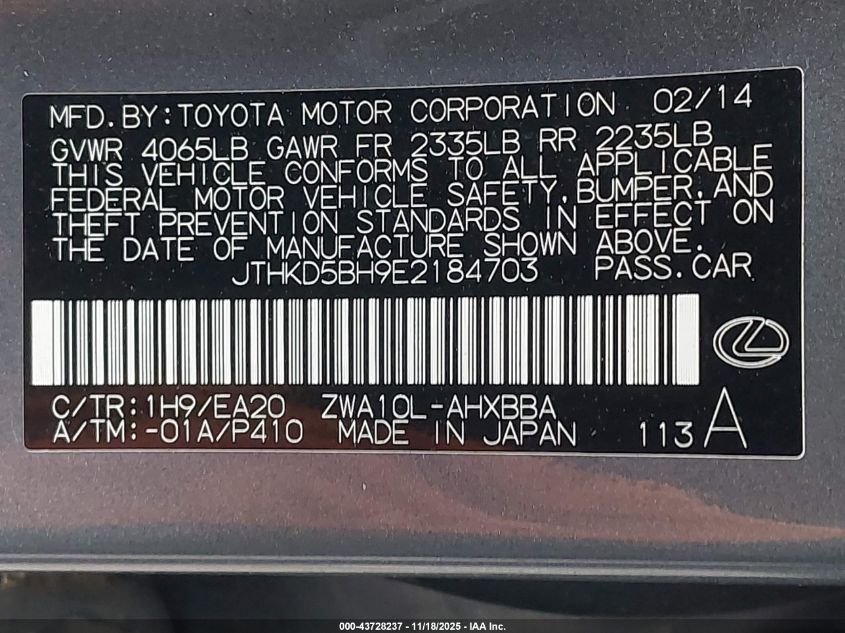 MFD.BY:TOYOTA MOTOR CORPORATION 02/14
GVWR 4065LB GAWR FR 2335LB RR 2235LB
THIS VEHICLE CONFORMS TO ALL APPLICABLE
FEDERAL MOTOR VEHICLE SAFETY,BUMPER,AND
THEFT PREVENTION STANDARDS IN EFFECT ON
THE DATE OF MANUFACTURE SHOWN ABOVE.
JTHKD5BH9E2184703 PASS.CAR
C/TR:1H9/EA20 ZWA10L-AHXBBA
A/TM:-01A/P410 MADE IN JAPAN 113 A
000-43728237 - 11/18/2025 - IAA Inc.